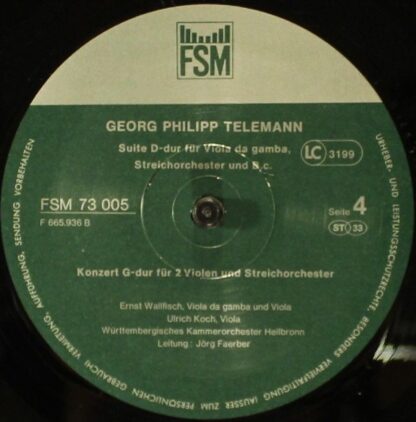 FSM
GEORG PHILIPP TELEMANN
Suite D-dur für Viola da gamba,
Streichorchester und B.c.
LC 3199
FSM 73 005
F 665.936 B
Seite 4
ST 33
Konzert G-dur für 2 Violen und Streichorchester
Ernst Wallfisch, Viola da gamba und Viola
Ulrich Koch, Viola
Württembergisches Kammerorchester Heilbronn
Leitung: Jörg Faerber
URHEBER- UND LEISTUNGSSCHUTZRECHTE, BESONDERS VERVIELFÄLTIGUNG (AUSSER ZUM PERSÖNLICHEN GEBRAUCH) VERMIETUNG, AUFFÜHRUNG, SENDUNG VORBEHALTEN